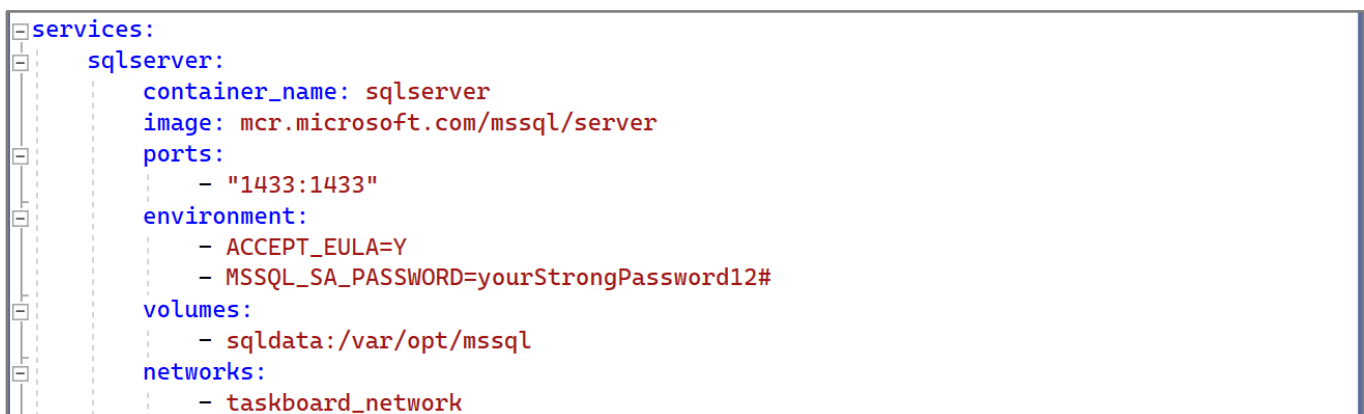 services:
sqlserver:
container_name: sqlserver
image: mcr.microsoft.com/mssql/server
ports:
- "1433:1433"
environment:
- ACCEPT_EULA=Y
- MSSQL_SA_PASSWORD=yourStrongPassword12#
volumes:
- sqldata:/var/opt/mssql
networks:
- taskboard_network